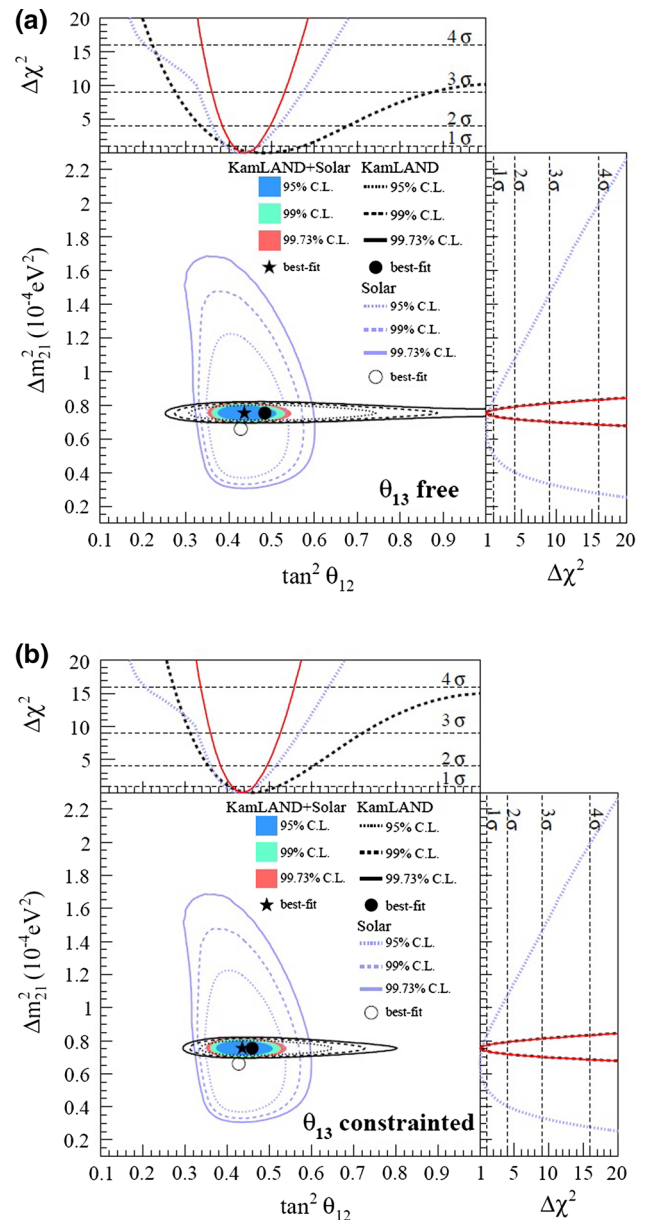 (a)
20
15
10
5
Δχ²
4σ
3σ
2σ
1σ
KamLAND+Solar
95% C.L.
99% C.L.
99.73% C.L.
best-fit
KamLAND
95% C.L.
99% C.L.
99.73% C.L.
best-fit
Solar
95% C.L.
99% C.L.
99.73% C.L.
best-fit
1σ
2σ
3σ
4σ
2.2
2
1.8
1.6
1.4
1.2
1
0.8
0.6
0.4
0.2
Δm²₂₁ (10⁻⁴eV²)
θ₁₃ free
0.1 0.2 0.3 0.4 0.5 0.6 0.7 0.8 0.9 1 5 10 15 20
tan² θ₁₂
Δχ²
(b)
20
15
10
5
Δχ²
4σ
3σ
2σ
1σ
KamLAND+Solar
95% C.L.
99% C.L.
99.73% C.L.
best-fit
KamLAND
95% C.L.
99% C.L.
99.73% C.L.
best-fit
Solar
95% C.L.
99% C.L.
99.73% C.L.
best-fit
1σ
2σ
3σ
4σ
2.2
2
1.8
1.6
1.4
1.2
1
0.8
0.6
0.4
0.2
Δm²₂₁ (10⁻⁴eV²)
θ₁₃ constrainted
0.1 0.2 0.3 0.4 0.5 0.6 0.7 0.8 0.9 1 5 10 15 20
tan² θ₁₂
Δχ²